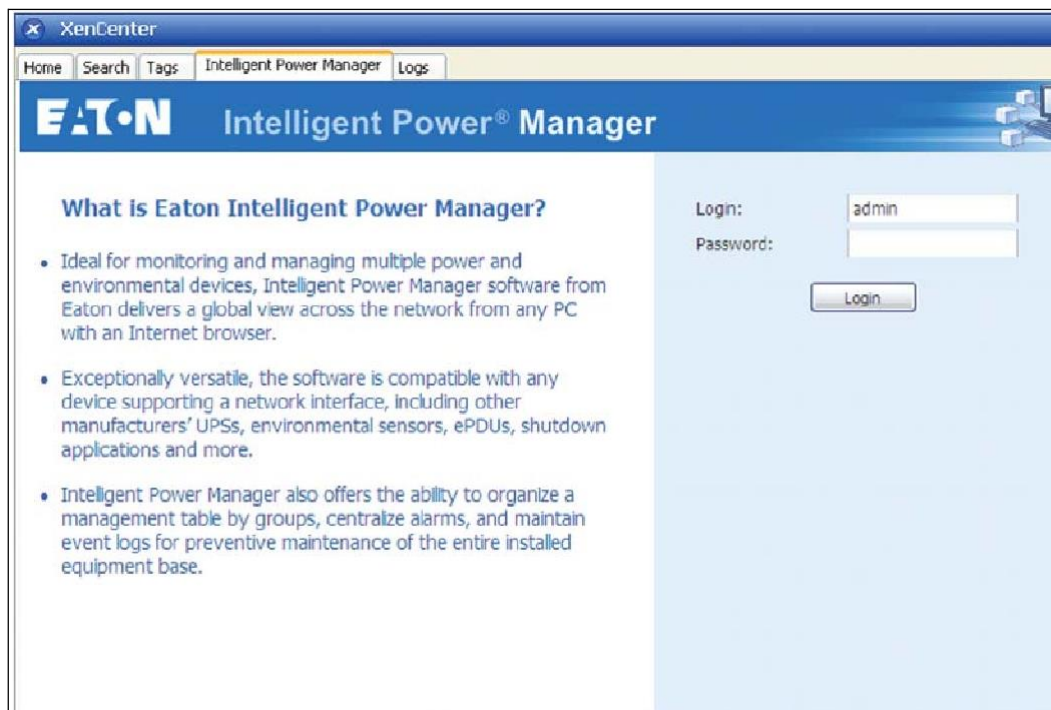 XenCenter
Home Search Tags Intelligent Power Manager Logs
EATON Intelligent Power® Manager
What is Eaton Intelligent Power Manager?
• Ideal for monitoring and managing multiple power and
environmental devices, Intelligent Power Manager software from
Eaton delivers a global view across the network from any PC
with an Internet browser.
• Exceptionally versatile, the software is compatible with any
device supporting a network interface, including other
manufacturers' UPSs, environmental sensors, ePDUs, shutdown
applications and more.
• Intelligent Power Manager also offers the ability to organize a
management table by groups, centralize alarms, and maintain
event logs for preventive maintenance of the entire installed
equipment base.
Login: admin
Password:
Login